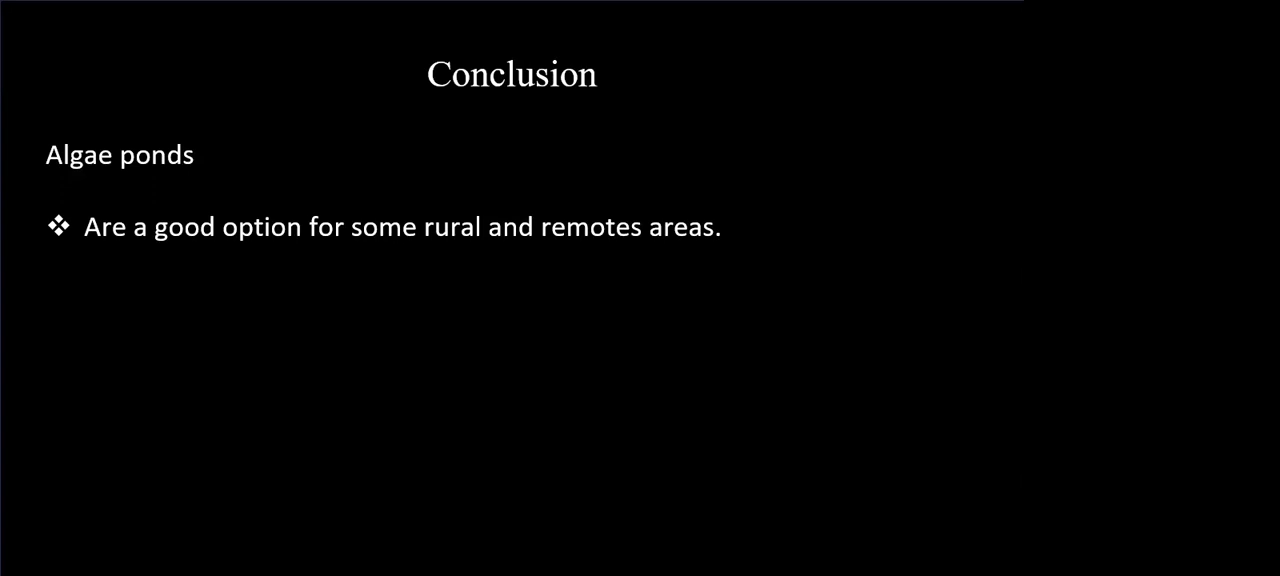 Conclusion
Algae ponds
❖ Are a good option for some rural and remotes areas.